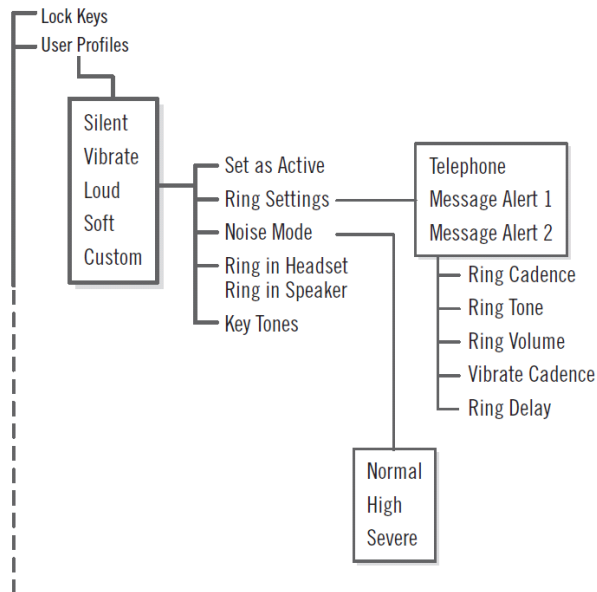 Lock Keys
User Profiles
Silent
Vibrate
Loud
Soft
Custom
Set as Active
Ring Settings
Noise Mode
Ring in Headset
Ring in Speaker
Key Tones
Telephone
Message Alert 1
Message Alert 2
Ring Cadence
Ring Tone
Ring Volume
Vibrate Cadence
Ring Delay
Normal
High
Severe